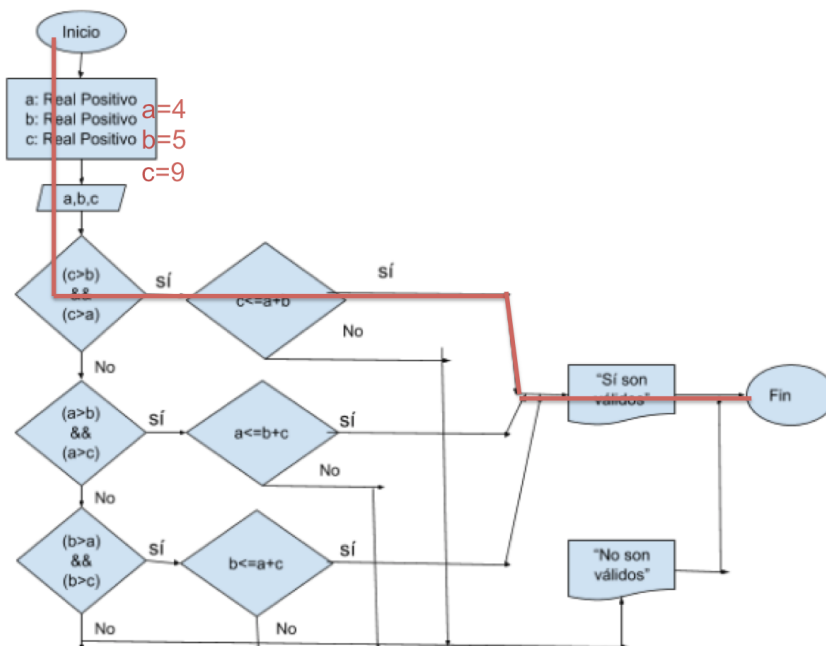 Inicio
a: Real Positivo
b: Real Positivo
c: Real Positivo
a=4
b=5
c=9
a,b,c
(c>b)
&&
(c>a)
sí
c<=a+b
sí
No
No
"Sí son
válidos"
Fin
(a>b)
&&
(a>c)
sí
a<=b+c
sí
No
No
(b>a)
&&
(b>c)
sí
b<=a+c
sí
"No son
válidos"
No
No